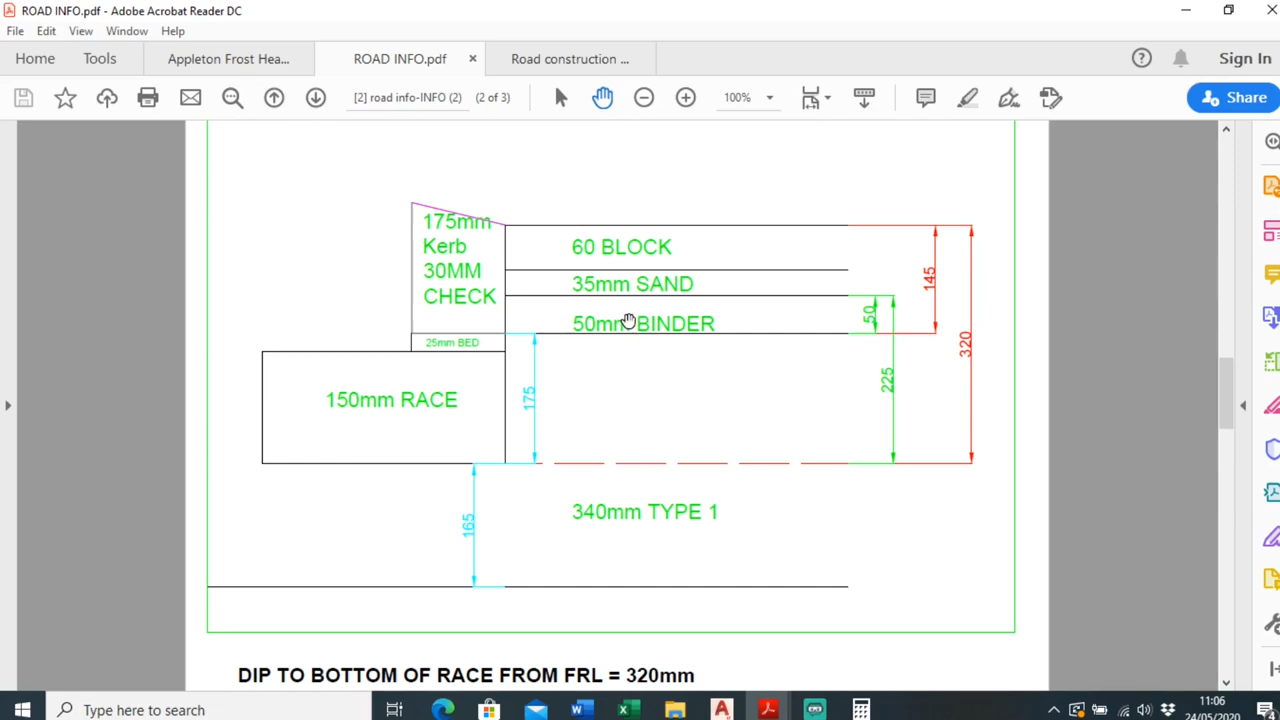 ROAD INFO.pdf - Adobe Acrobat Reader DC
File Edit View Window Help
Home Tools Appleton Frost Hea... ROAD INFO.pdf × Road construction ... Sign In
[2] road info-INFO (2) (2 of 3) 100% Share
175mm
Kerb
30MM
CHECK
60 BLOCK
35mm SAND
50mm BINDER
25mm BED
150mm RACE
175
165
340mm TYPE 1
50
225
145
320
DIP TO BOTTOM OF RACE FROM FRL = 320mm
Type here to search
11:06
24/05/2020